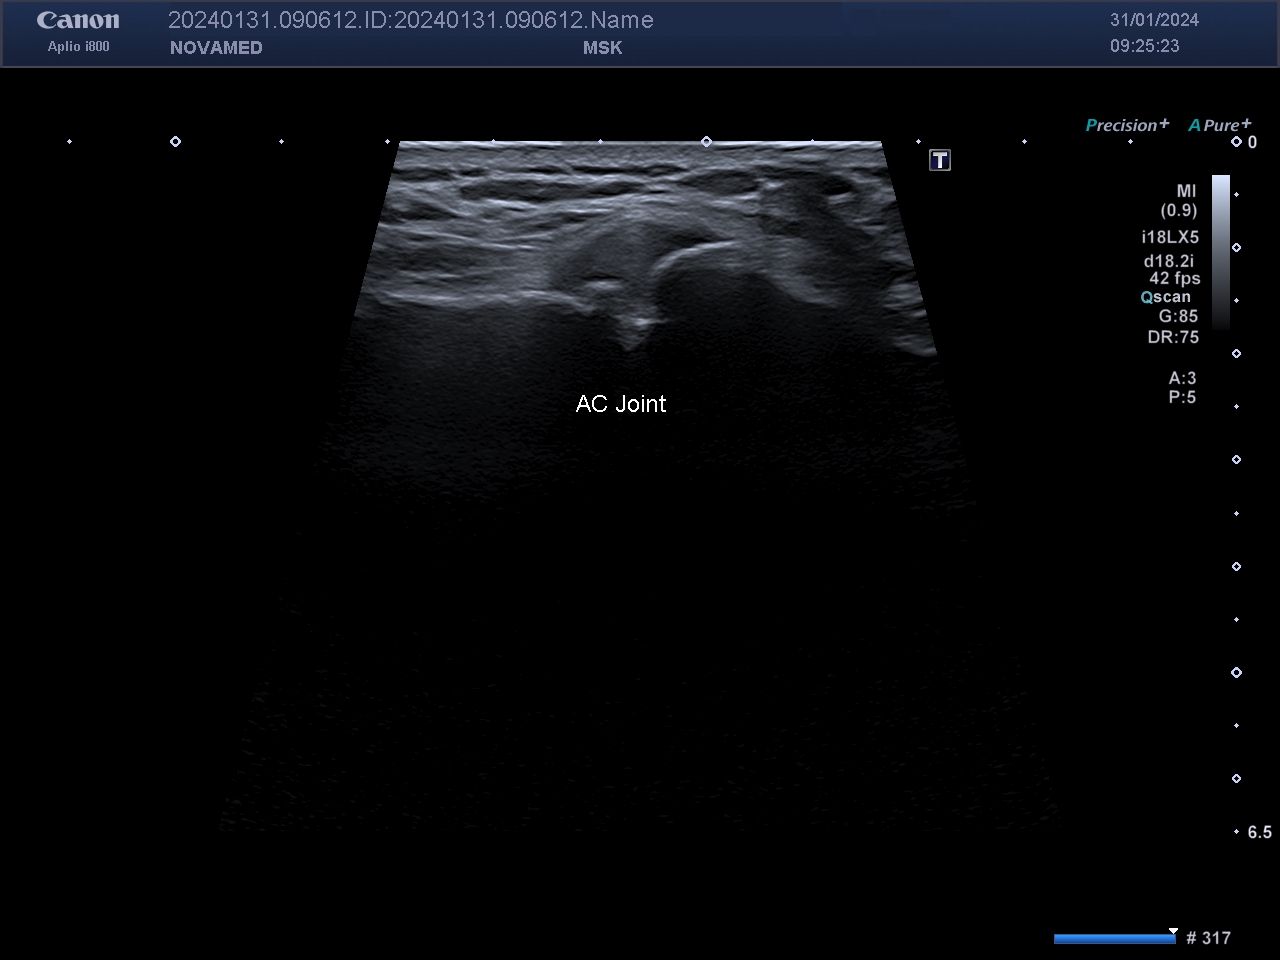 Canon
Aplio i800
20240131.090612.ID:20240131.090612.Name
NOVAMED
MSK
31/01/2024
09:25:23
Precision+ APure+
0
T
MI
(0.9)
i18LX5
d18.2i
42 fps
Qscan
G:85
DR:75
A:3
P:5
AC Joint
6.5
# 317